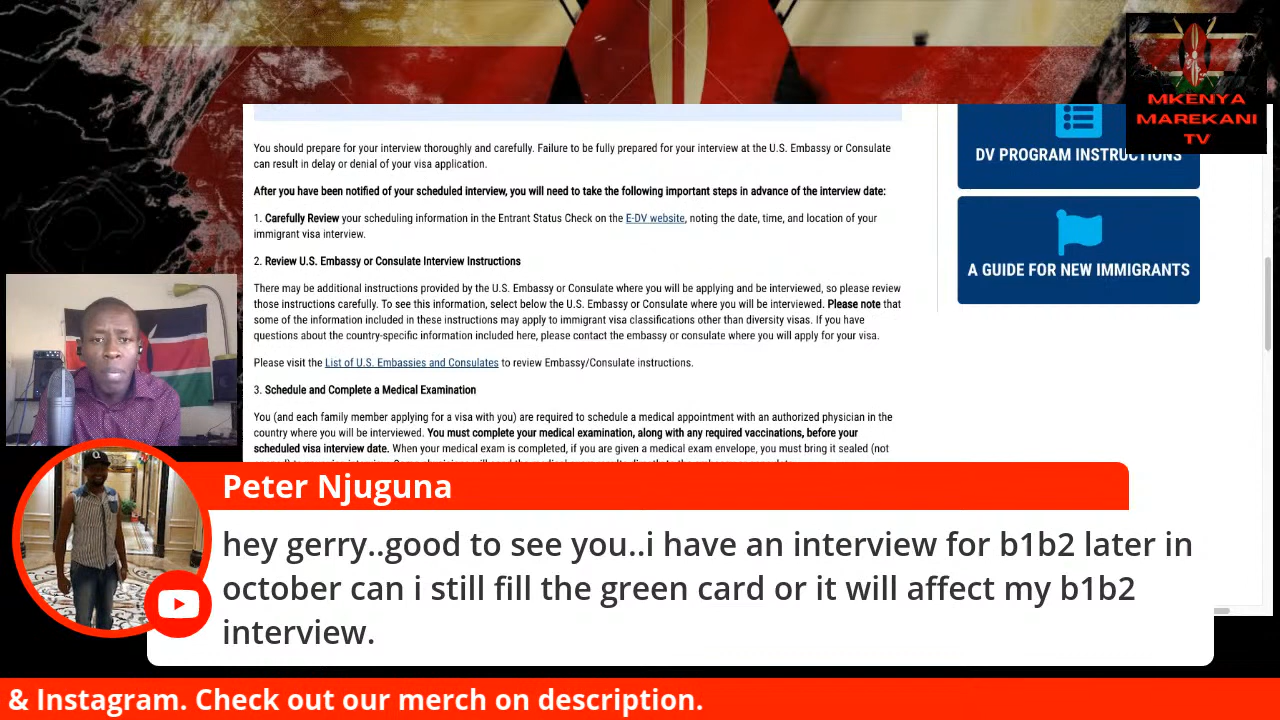 MKENYA
MAREKANI
TV
You should prepare for your interview thoroughly and carefully. Failure to be fully prepared for your interview at the U.S. Embassy or Consulate
can result in delay or denial of your visa application.
After you have been notified of your scheduled interview, you will need to take the following important steps in advance of the interview date:
1. Carefully Review your scheduling information in the Entrant Status Check on the E-DV website, noting the date, time, and location of your
immigrant visa interview.
2. Review U.S. Embassy or Consulate Interview Instructions
There may be additional instructions provided by the U.S. Embassy or Consulate where you will be applying and be interviewed, so please review
those instructions carefully. To see this information, select below the U.S. Embassy or Consulate where you will be interviewed. Please note that
some of the information included in these instructions may apply to immigrant visa classifications other than diversity visas. If you have
questions about the country-specific information included here, please contact the embassy or consulate where you will apply for your visa.
Please visit the List of U.S. Embassies and Consulates to review Embassy/Consulate instructions.
3. Schedule and Complete a Medical Examination
You (and each family member applying for a visa with you) are required to schedule a medical appointment with an authorized physician in the
country where you will be interviewed. You must complete your medical examination, along with any required vaccinations, before your
scheduled visa interview date. When your medical exam is completed, if you are given a medical exam envelope, you must bring it sealed (not
DV PROGRAM INSTRUCTIONS
A GUIDE FOR NEW IMMIGRANTS
Peter Njuguna
hey gerry..good to see you..i have an interview for b1b2 later in
october can i still fill the green card or it will affect my b1b2
interview.
& Instagram. Check out our merch on description.